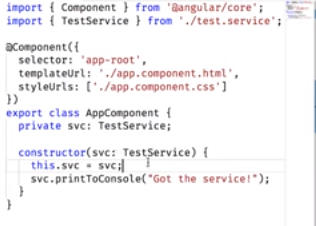 import { Component } from '@angular/core';
import { TestService } from './test.service';
@Component({
  selector: 'app-root',
  templateUrl: './app.component.html',
  styleUrls: ['./app.component.css']
})
export class AppComponent {
  private svc: TestService;
  constructor(svc: TestService) {
    this.svc = svc;
    svc.printToConsole("Got the service!");
  }
}